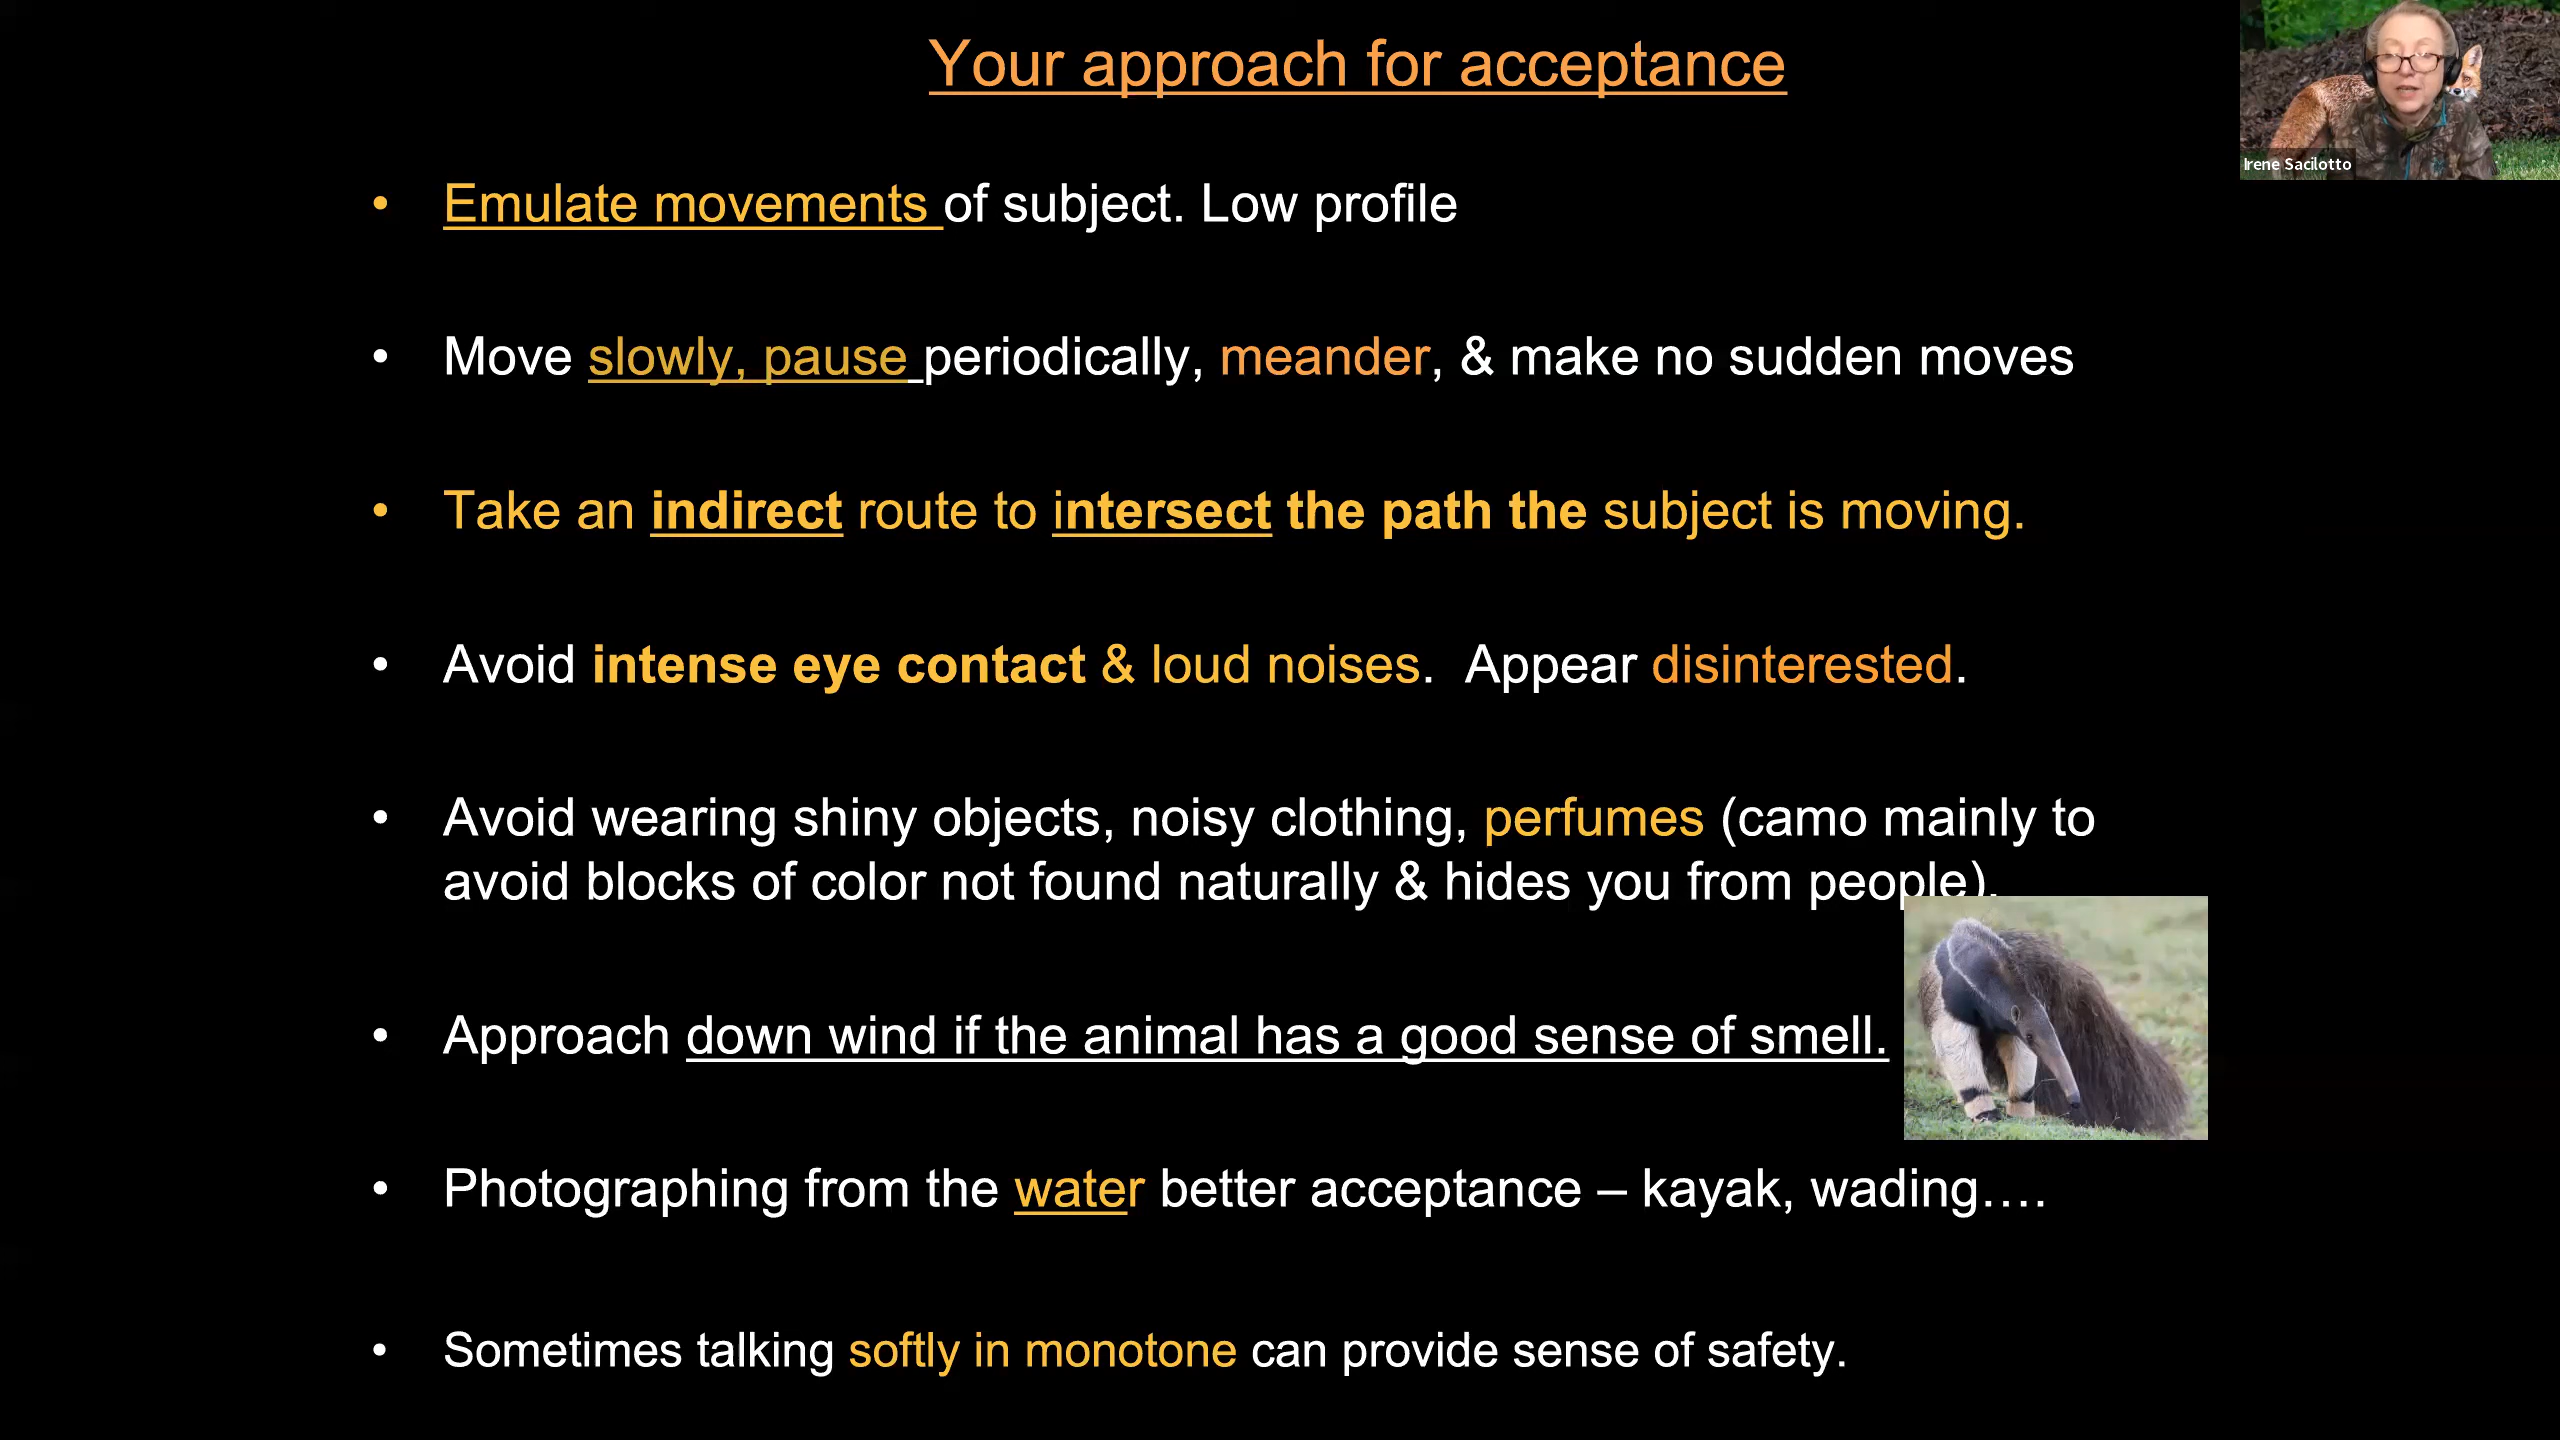 Your approach for acceptance
Irene Sacilotto
• Emulate movements of subject. Low profile
• Move slowly, pause periodically, meander, & make no sudden moves
• Take an indirect route to intersect the path the subject is moving.
• Avoid intense eye contact & loud noises.  Appear disinterested.
• Avoid wearing shiny objects, noisy clothing, perfumes (camo mainly to
avoid blocks of color not found naturally & hides you from people).
• Approach down wind if the animal has a good sense of smell.
• Photographing from the water better acceptance – kayak, wading….
• Sometimes talking softly in monotone can provide sense of safety.